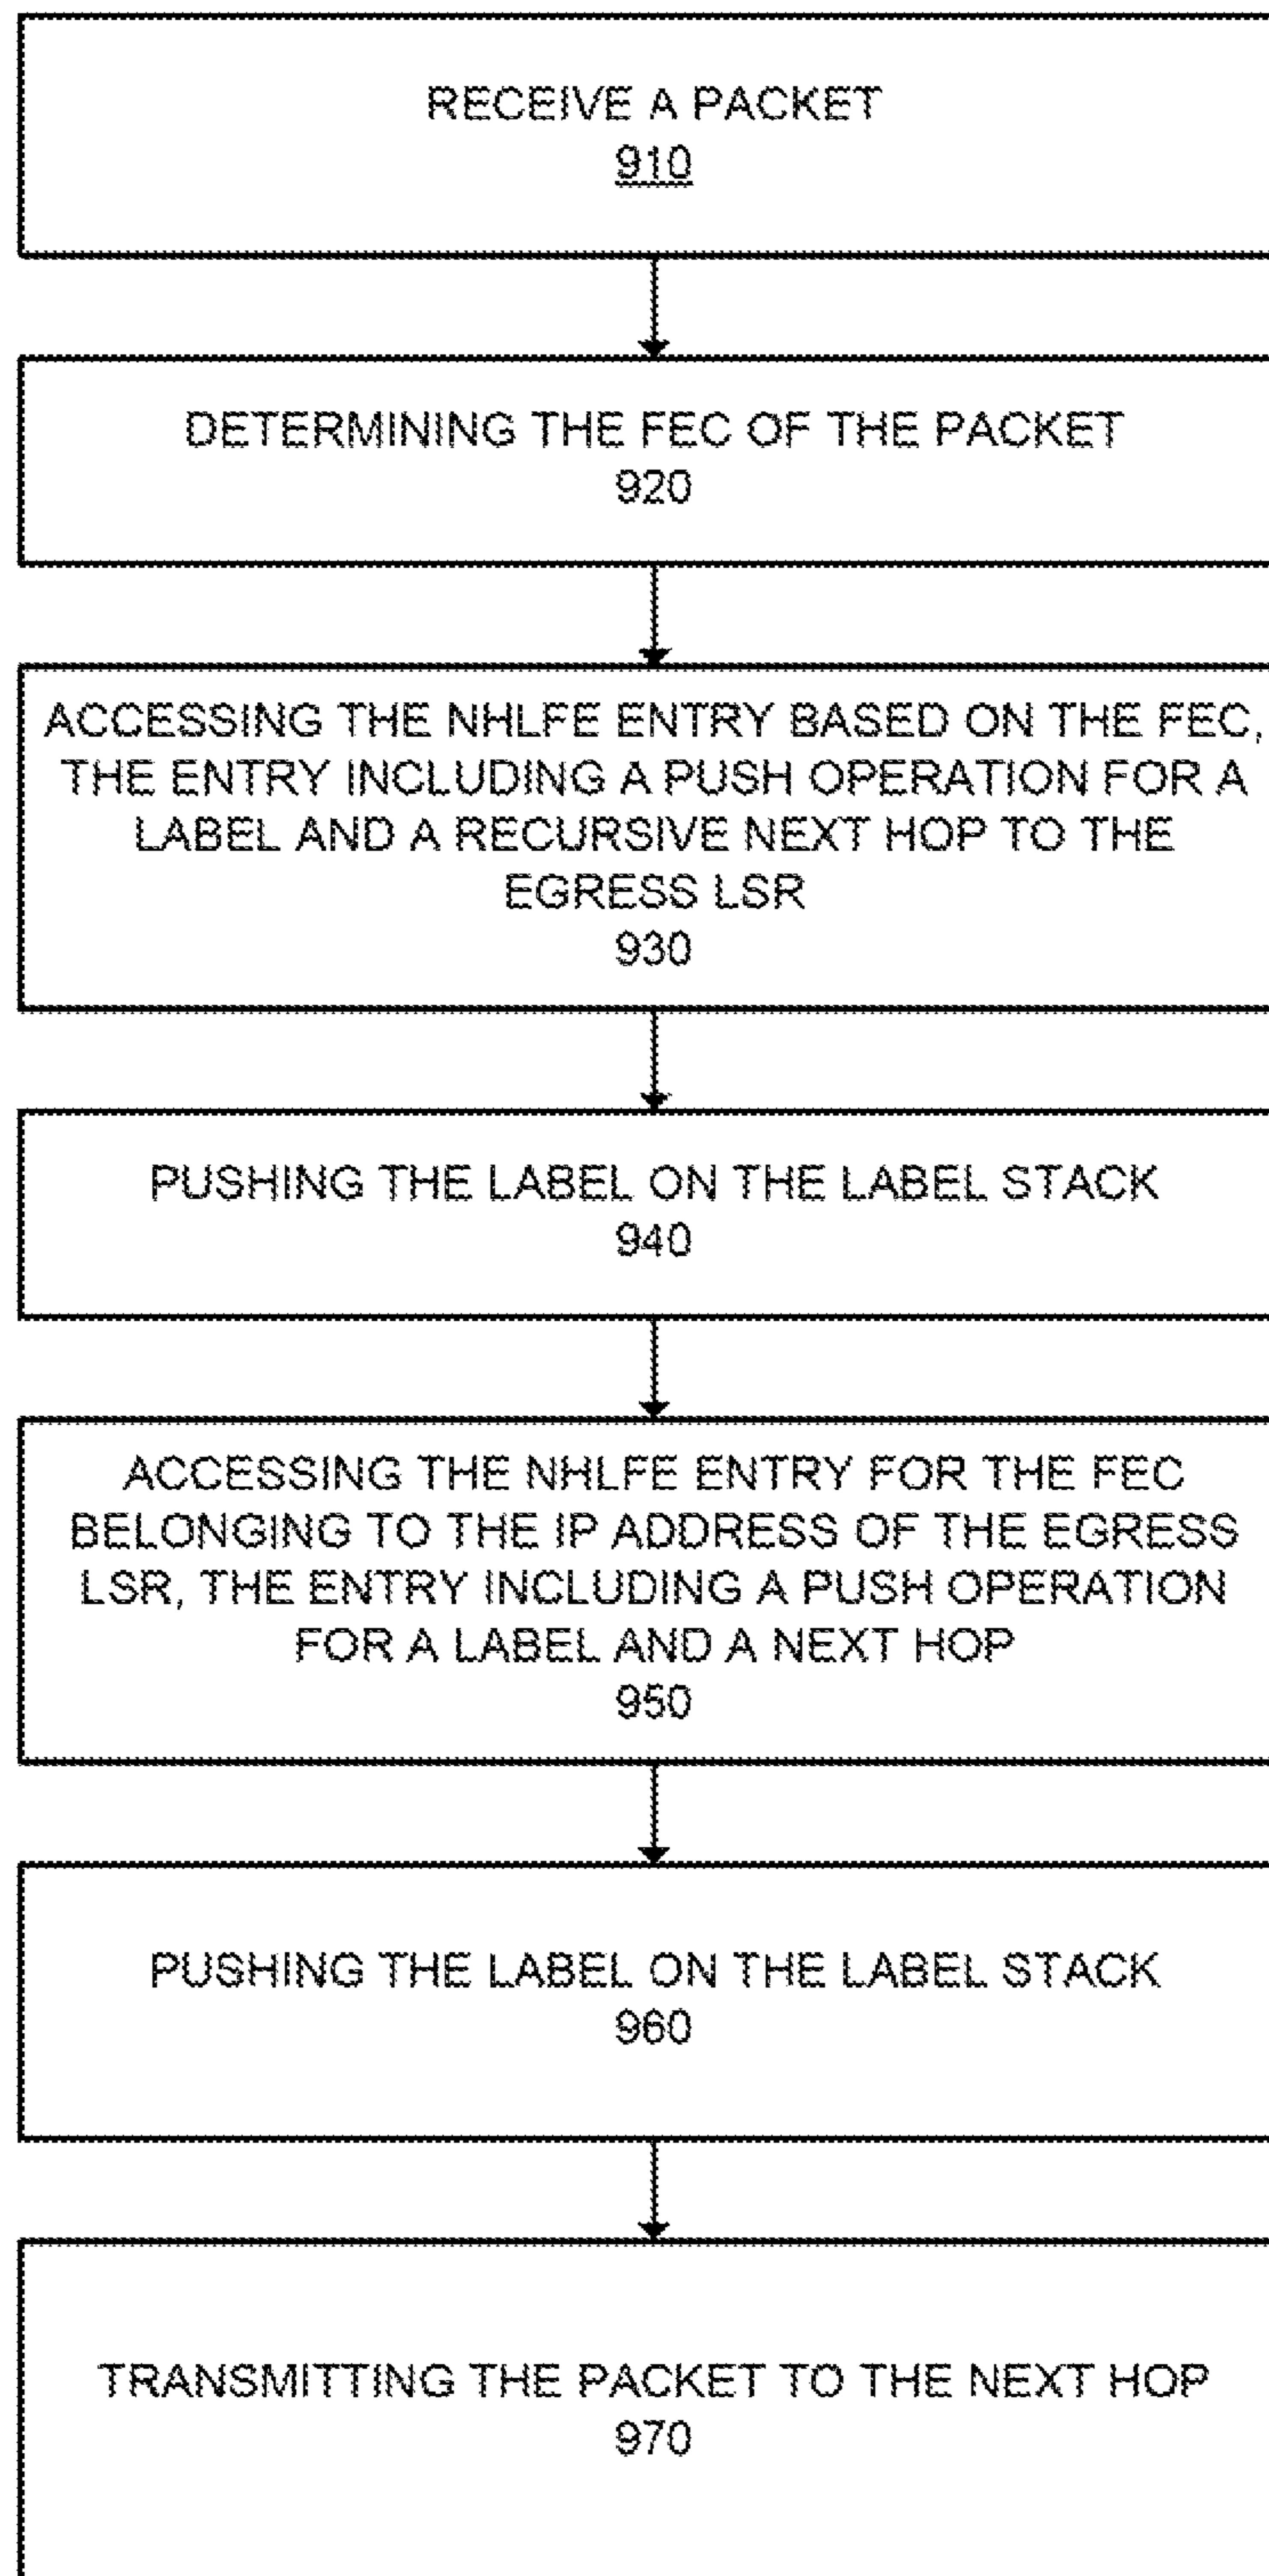 RECEIVE A PACKET
910
DETERMINING THE FEC OF THE PACKET
920
ACCESSING THE NHLFE ENTRY BASED ON THE FEC,
THE ENTRY INCLUDING A PUSH OPERATION FOR A
LABEL AND A RECURSIVE NEXT HOP TO THE
EGRESS LSR
930
PUSHING THE LABEL ON THE LABEL STACK
940
ACCESSING THE NHLFE ENTRY FOR THE FEC
BELONGING TO THE IP ADDRESS OF THE EGRESS
LSR, THE ENTRY INCLUDING A PUSH OPERATION
FOR A LABEL AND A NEXT HOP
950
PUSHING THE LABEL ON THE LABEL STACK
960
TRANSMITTING THE PACKET TO THE NEXT HOP
970